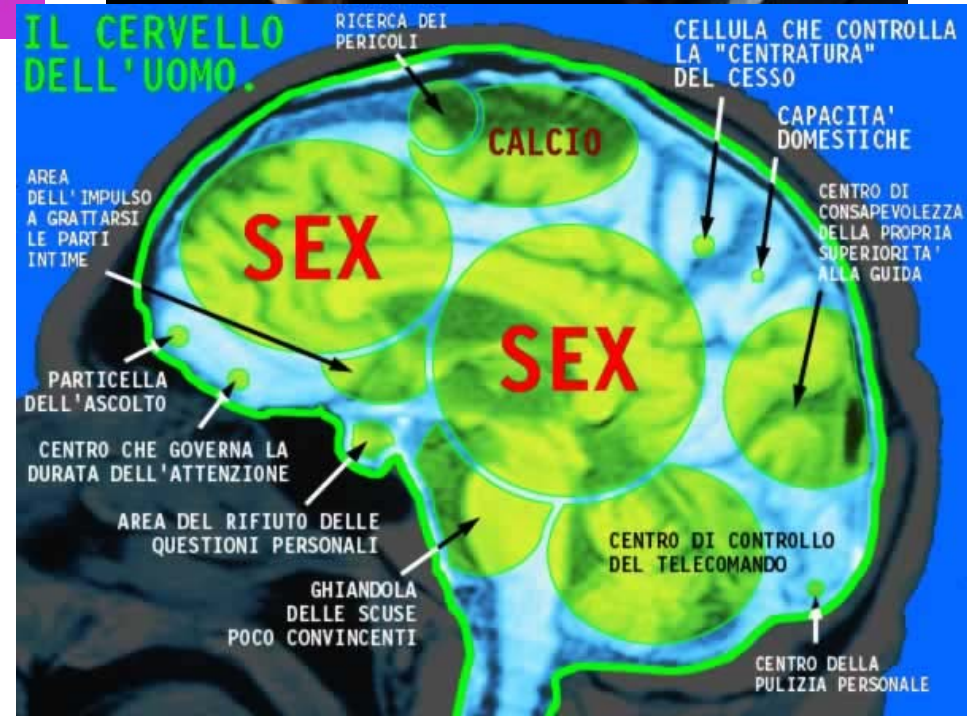 IL CERVELLO
DELL'UOMO.
RICERCA DEI
PERICOLI
CELLULA CHE CONTROLLA
LA "CENTRATURA"
DEL CESSO
CAPACITA'
DOMESTICHE
CALCIO
AREA
DELL'IMPULSO
A GRATTARSI
LE PARTI
INTIME
CENTRO DI
CONSAPEVOLEZZA
DELLA PROPRIA
SUPERIORITA'
ALLA GUIDA
SEX
SEX
PARTICELLA
DELL'ASCOLTO
CENTRO CHE GOVERNA LA
DURATA DELL'ATTENZIONE
AREA DEL RIFIUTO DELLE
QUESTIONI PERSONALI
GHIANDOLA
DELLE SCUSE
POCO CONVINCENTI
CENTRO DI CONTROLLO
DEL TELECOMANDO
CENTRO DELLA
PULIZIA PERSONALE